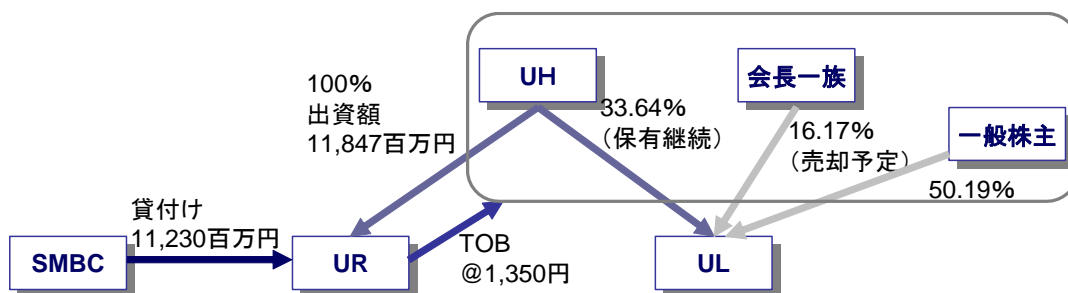 UH
会長一族
100%
出資額
11,847百万円
33.64%
（保有継続）
16.17%
（売却予定）
一般株主
50.19%
貸付け
11,230百万円
TOB
@1,350円
SMBC
UR
UL